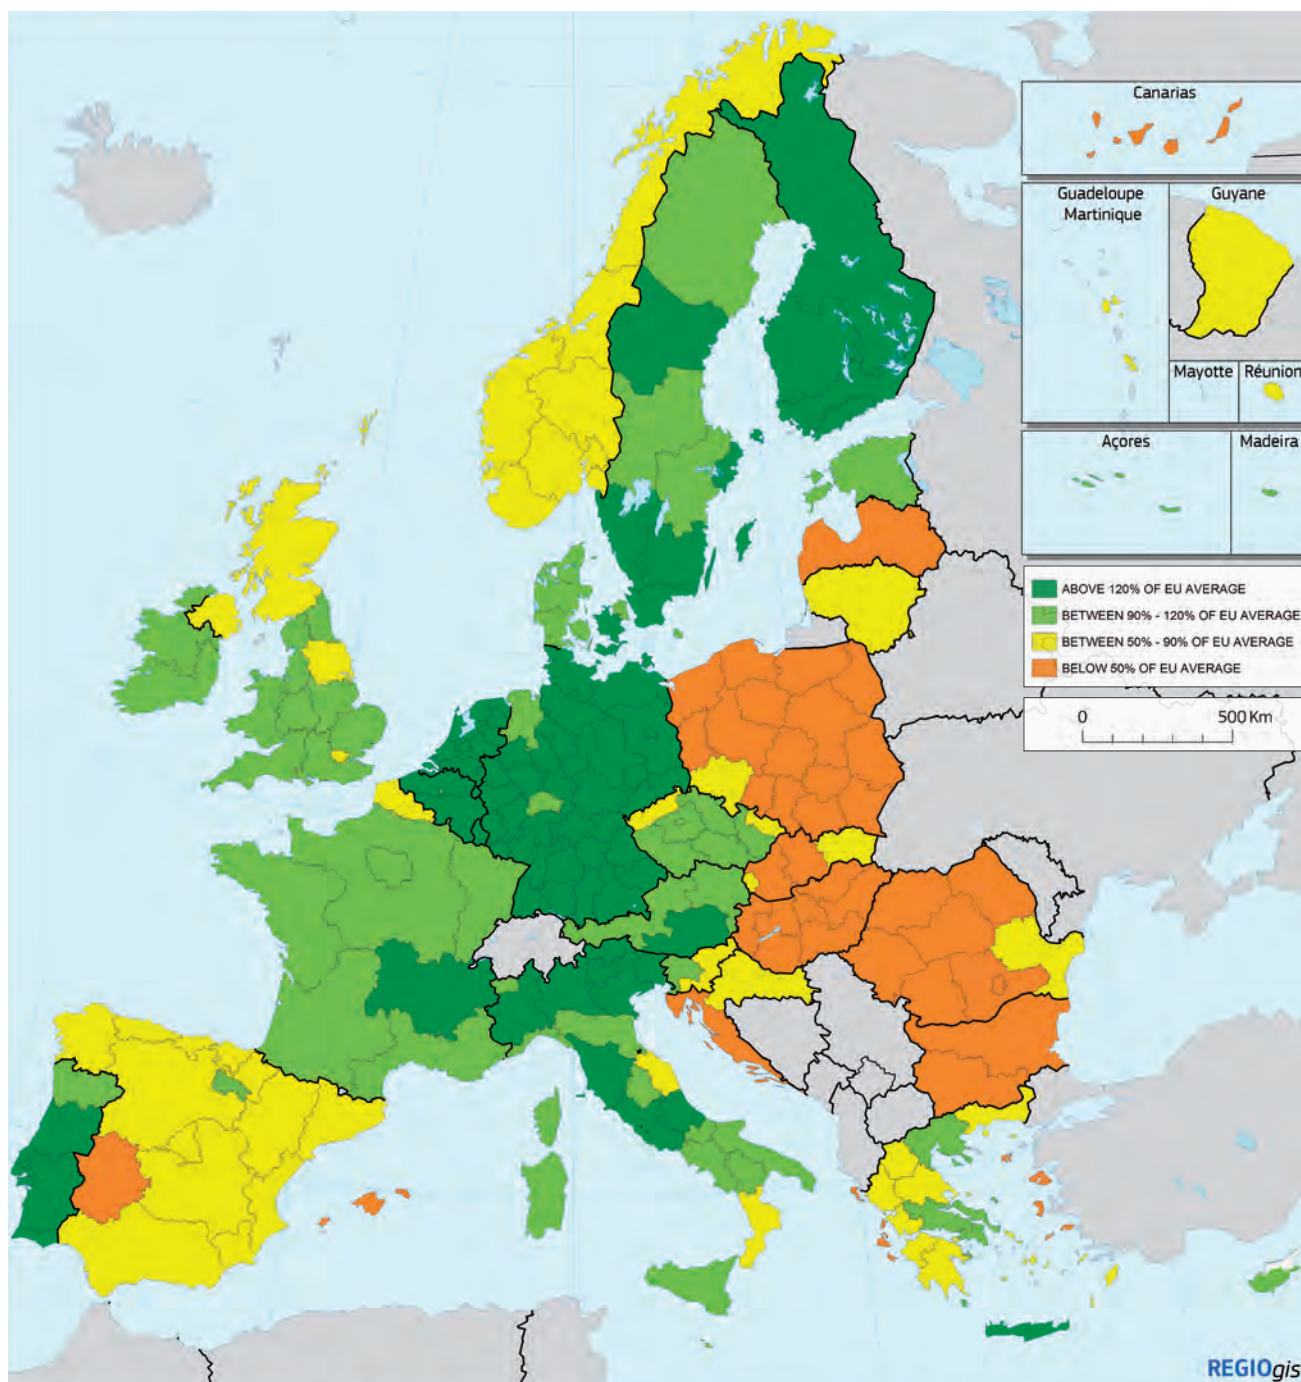 Canarias
Guadeloupe
Martinique
Guyane
Mayotte
Réunion
Açores
Madeira
ABOVE 120% OF EU AVERAGE
BETWEEN 90% - 120% OF EU AVERAGE
BETWEEN 50% - 90% OF EU AVERAGE
BELOW 50% OF EU AVERAGE
0 500 Km
REGIOgis